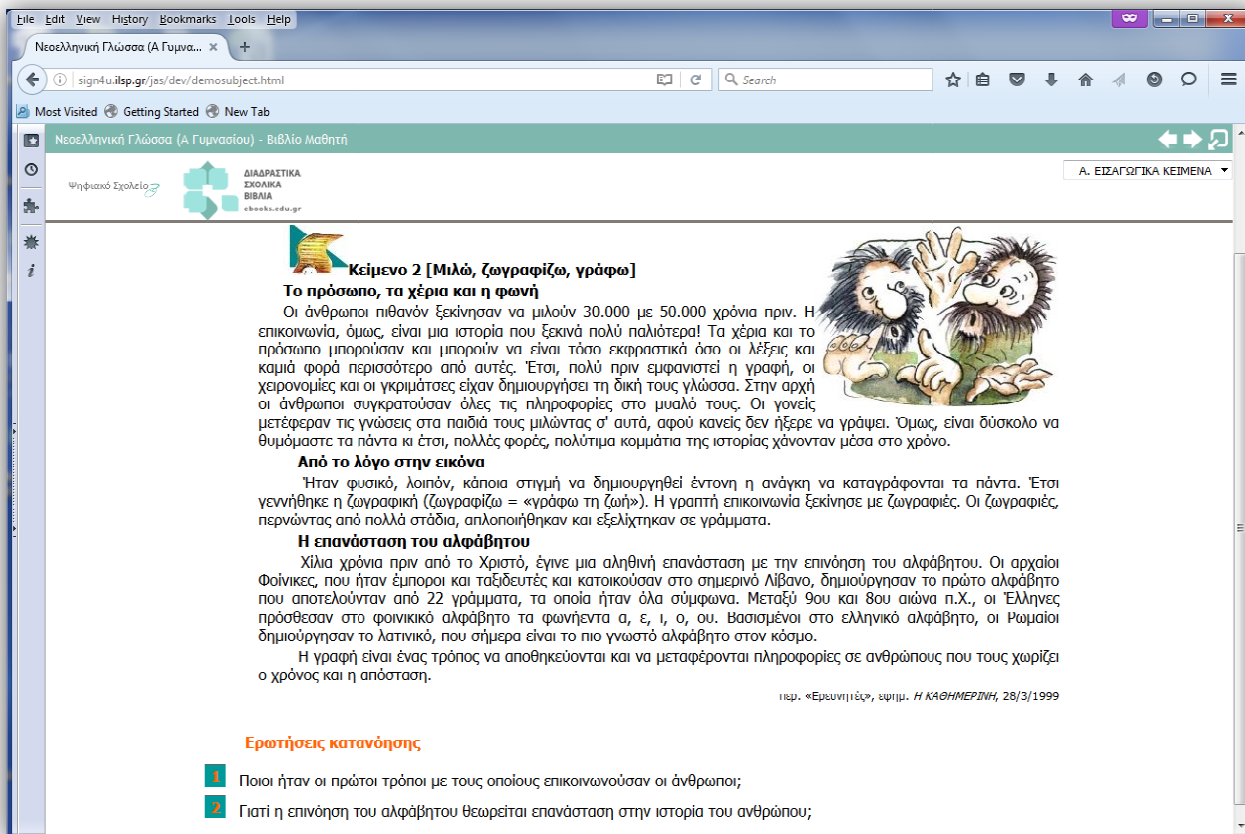 File Edit View History Bookmarks Tools Help
Νεοελληνική Γλώσσα (Α Γυμνα... × +
sign4u.ilsp.gr/jas/dev/demosubject.html
Search
Most Visited Getting Started New Tab
Νεοελληνική Γλώσσα (Α Γυμνασίου) - Βιβλίο Μαθητή
Ψηφιακό Σχολείο
ΔΙΑΔΡΑΣΤΙΚΑ
ΣΧΟΛΙΚΑ
ΒΙΒΛΙΑ
ebooks.edu.gr
Α. ΕΙΣΑΓΩΓΙΚΑ ΚΕΙΜΕΝΑ
Κείμενο 2 [Μιλώ, ζωγραφίζω, γράφω]
Το πρόσωπο, τα χέρια και η φωνή
Οι άνθρωποι πιθανόν ξεκίνησαν να μιλούν 30.000 με 50.000 χρόνια πριν. Η
επικοινωνία, όμως, είναι μια ιστορία που ξεκινά πολύ παλιότερα! Τα χέρια και το
πρόσωπο μπορούσαν και μπορούν να είναι τόσο εκφραστικά όσο οι λέξεις και
καμιά φορά περισσότερο από αυτές. Έτσι, πολύ πριν εμφανιστεί η γραφή, οι
χειρονομίες και οι γκριμάτσες είχαν δημιουργήσει τη δική τους γλώσσα. Στην αρχή
οι άνθρωποι συγκρατούσαν όλες τις πληροφορίες στο μυαλό τους. Οι γονείς
μετέφεραν τις γνώσεις στα παιδιά τους μιλώντας σ' αυτά, αφού κανείς δεν ήξερε να γράψει. Όμως, είναι δύσκολο να
θυμόμαστε τα πάντα κι έτσι, πολλές φορές, πολύτιμα κομμάτια της ιστορίας χάνονταν μέσα στο χρόνο.
Από το λόγο στην εικόνα
Ήταν φυσικό, λοιπόν, κάποια στιγμή να δημιουργηθεί έντονη η ανάγκη να καταγράφονται τα πάντα. Έτσι
γεννήθηκε η ζωγραφική (ζωγραφίζω = «γράφω τη ζωή»). Η γραπτή επικοινωνία ξεκίνησε με ζωγραφιές. Οι ζωγραφιές,
περνώντας από πολλά στάδια, απλοποιήθηκαν και εξελίχτηκαν σε γράμματα.
Η επανάσταση του αλφάβητου
Χίλια χρόνια πριν από το Χριστό, έγινε μια αληθινή επανάσταση με την επινόηση του αλφάβητου. Οι αρχαίοι
Φοίνικες, που ήταν έμποροι και ταξιδευτές και κατοικούσαν στο σημερινό Λίβανο, δημιούργησαν το πρώτο αλφάβητο
που αποτελούνταν από 22 γράμματα, τα οποία ήταν όλα σύμφωνα. Μεταξύ 9ου και 8ου αιώνα π.Χ., οι Έλληνες
πρόσθεσαν στο φοινικικό αλφάβητο τα φωνήεντα α, ε, ι, ο, ου. Βασισμένοι στο ελληνικό αλφάβητο, οι Ρωμαίοι
δημιούργησαν το λατινικό, που σήμερα είναι το πιο γνωστό αλφάβητο στον κόσμο.
Η γραφή είναι ένας τρόπος να αποθηκεύονται και να μεταφέρονται πληροφορίες σε ανθρώπους που τους χωρίζει
ο χρόνος και η απόσταση.
περ. «Ερευνητές», εφημ. Η ΚΑΘΗΜΕΡΙΝΗ, 28/3/1999
Ερωτήσεις κατανόησης
1 Ποιοι ήταν οι πρώτοι τρόποι με τους οποίους επικοινωνούσαν οι άνθρωποι;
2 Γιατί η επινόηση του αλφάβητου θεωρείται επανάσταση στην ιστορία του ανθρώπου;